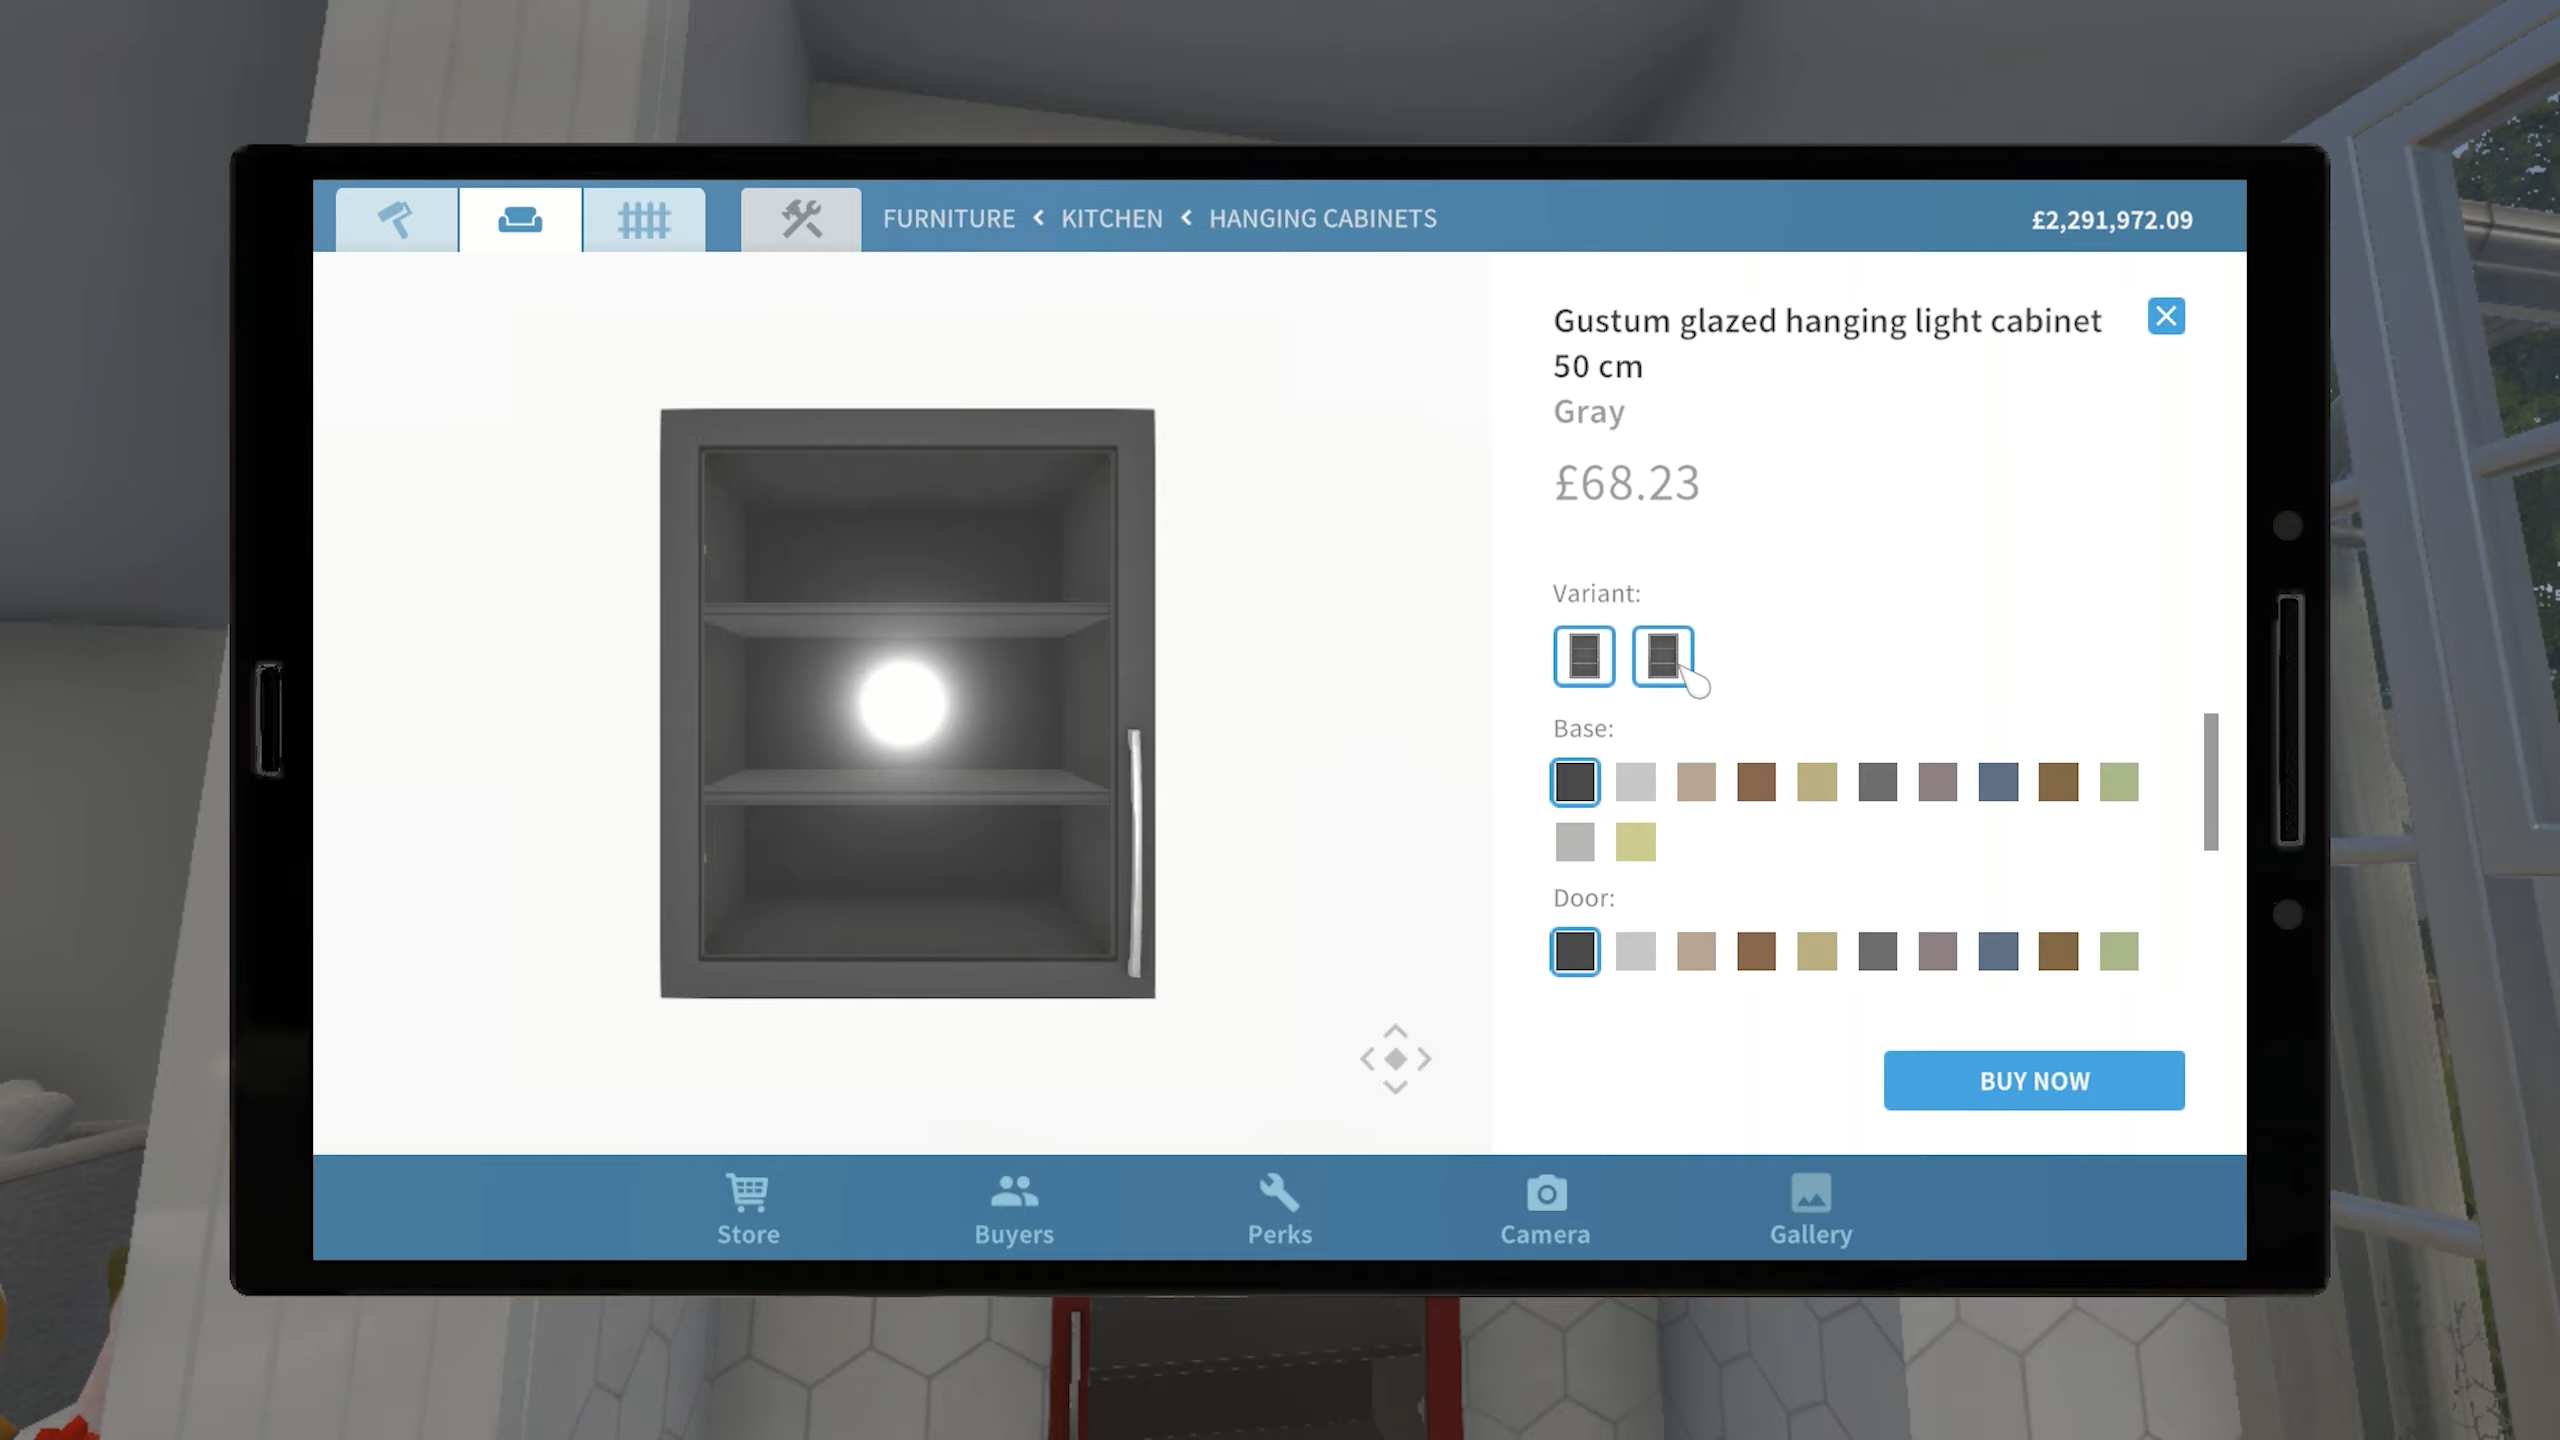 FURNITURE < KITCHEN < HANGING CABINETS
£2,291,972.09
Gustum glazed hanging light cabinet
50 cm
Gray
£68.23
Variant:
Base:
Door:
BUY NOW
Store
Buyers
Perks
Camera
Gallery